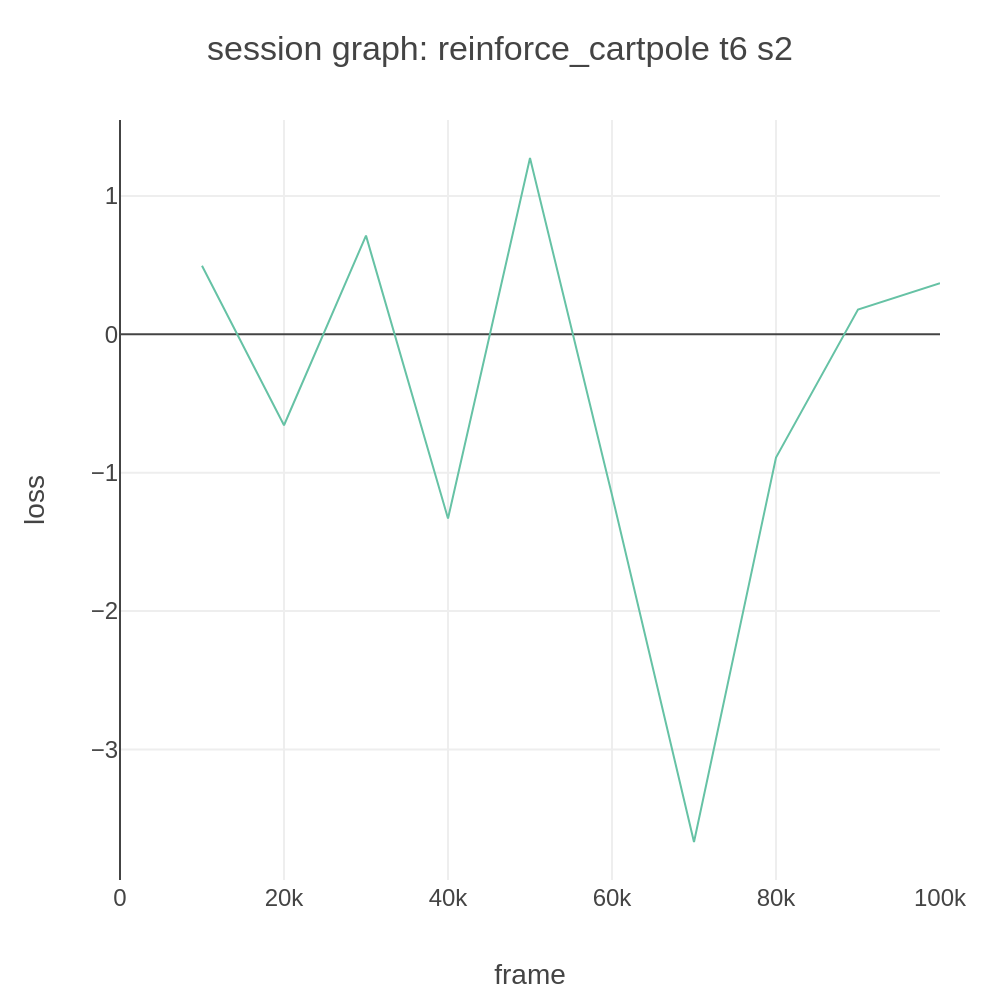 session graph: reinforce_cartpole t6 s2
1
0
−1
−2
−3
loss
0 20k 40k 60k 80k 100k
frame